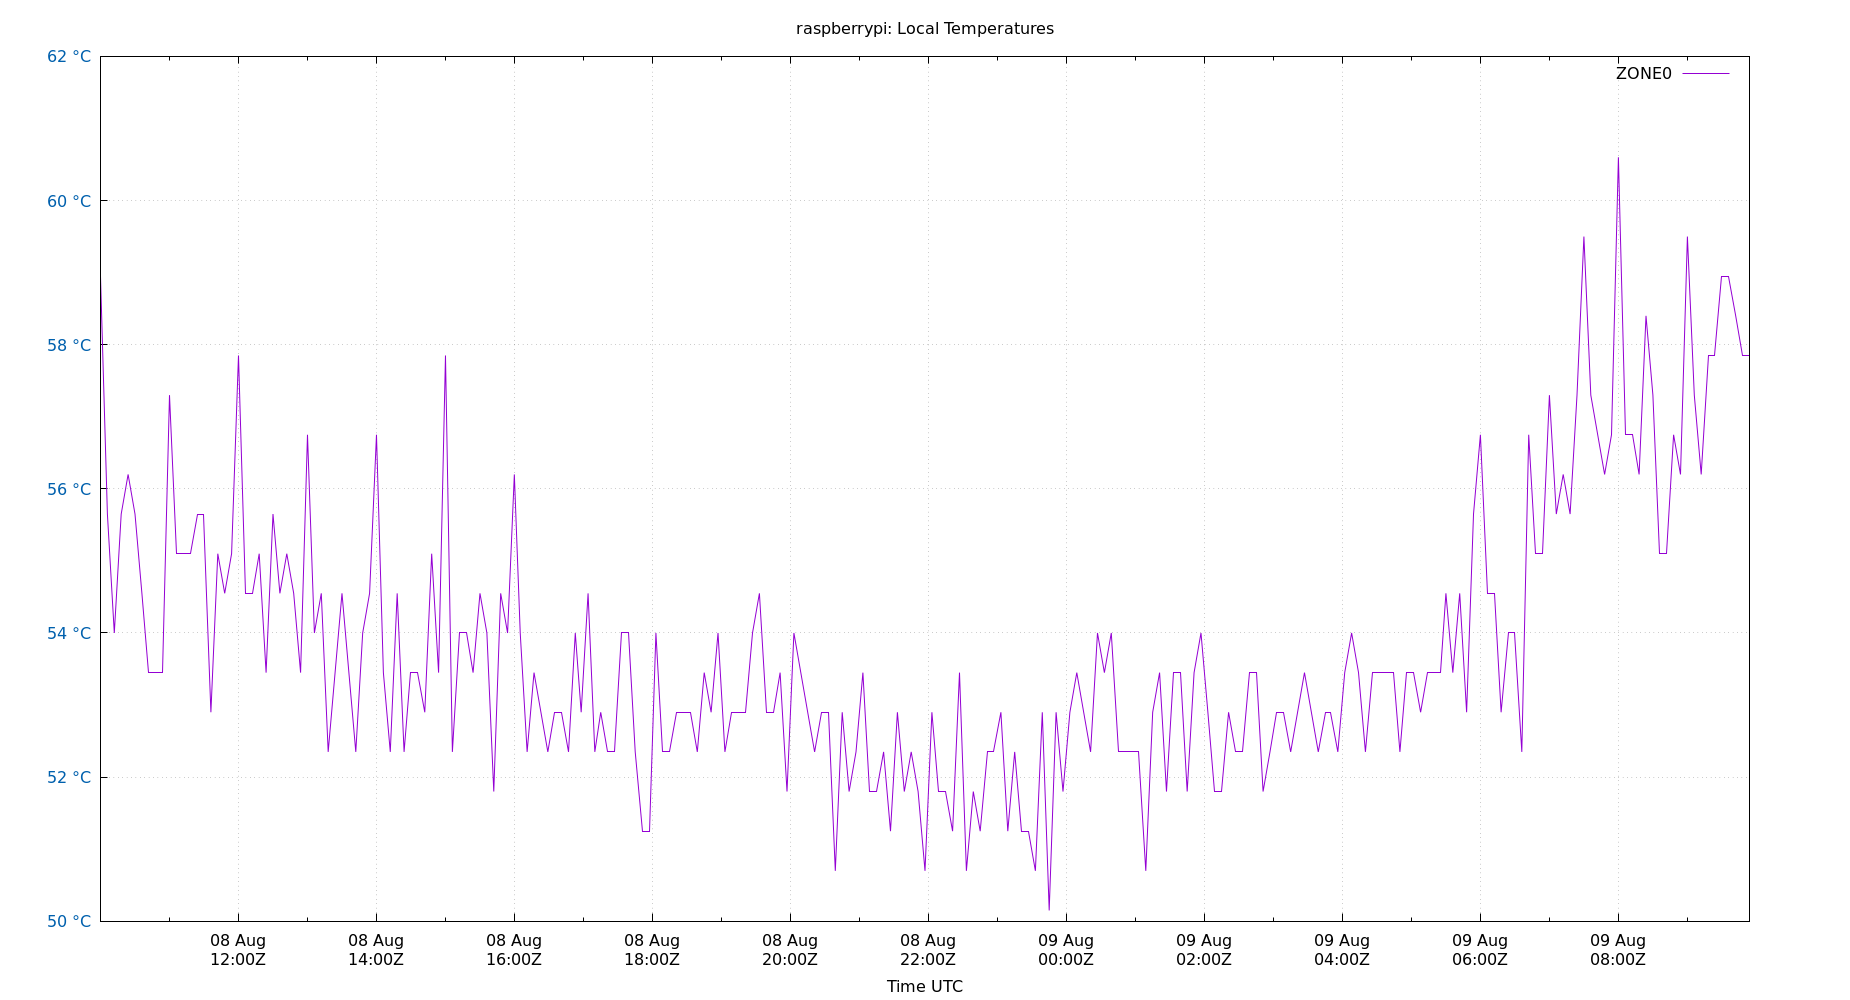 raspberrypi: Local Temperatures
62 °C
ZONE0
60 °C
58 °C
56 °C
54 °C
52 °C
50 °C
08 Aug 08 Aug 08 Aug 08 Aug 08 Aug 08 Aug 09 Aug 09 Aug 09 Aug 09 Aug 09 Aug
12:00Z 14:00Z 16:00Z 18:00Z 20:00Z 22:00Z 00:00Z 02:00Z 04:00Z 06:00Z 08:00Z
Time UTC